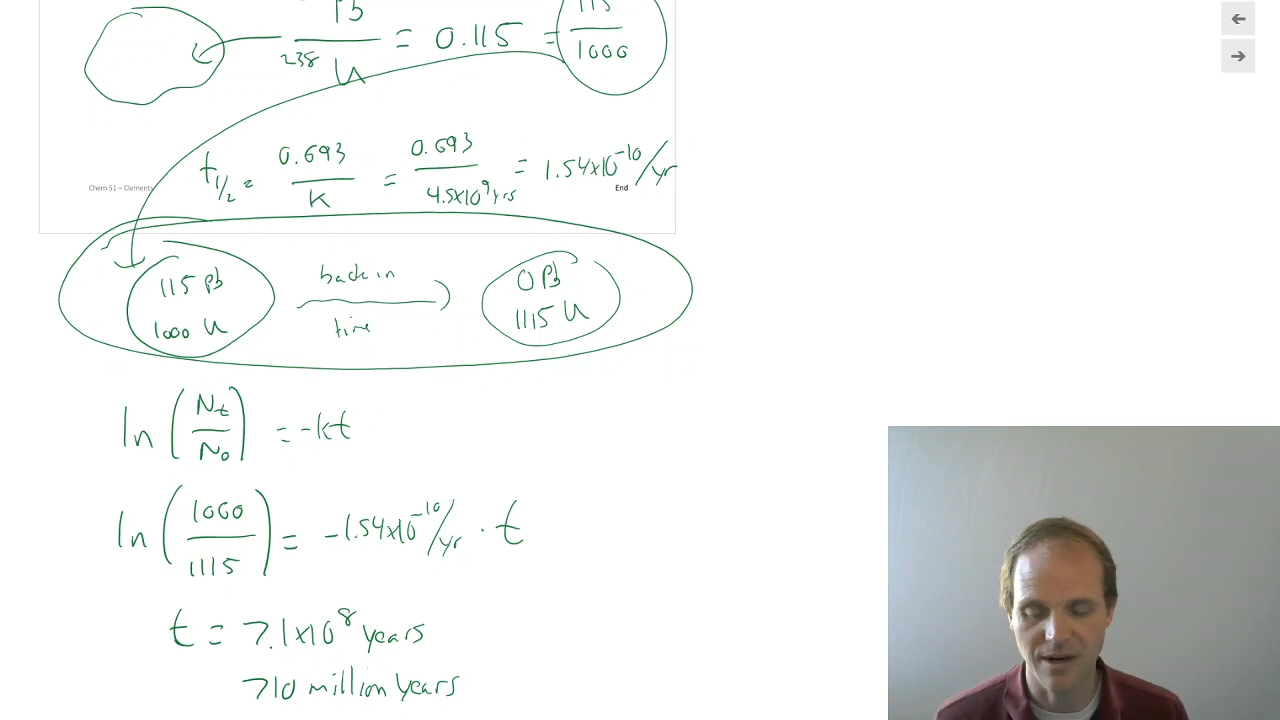 Pb
238 U = 0.115 = 115/1000
t1/2 = 0.693/K = 0.693/4.5x10^9 yrs = 1.54x10^-10/yr
Chem 51 – Clements
End
115 Pb
1000 U
back in
time
0 Pb
1115 U
ln(Nt/No) = -kt
ln(1000/1115) = -1.54x10^-10/yr · t
t = 7.1x10^8 years
710 million years